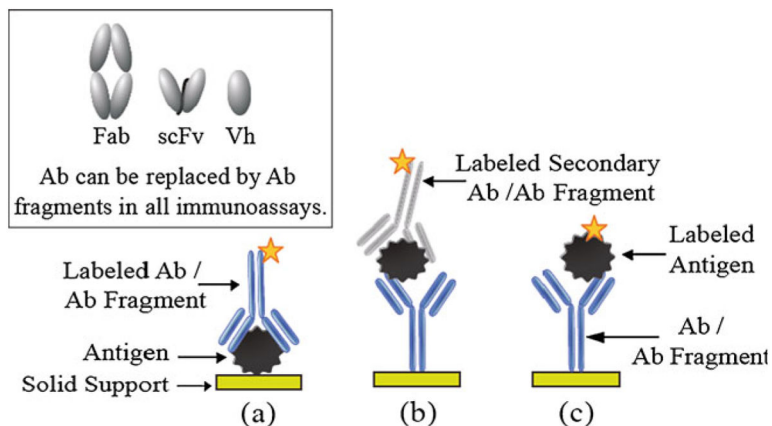 Fab scFv Vh
Ab can be replaced by Ab
fragments in all immunoassays.
Labeled Ab /
Ab Fragment
Antigen
Solid Support
(a)
Labeled Secondary
Ab /Ab Fragment
(b)
Labeled
Antigen
Ab /
Ab Fragment
(c)